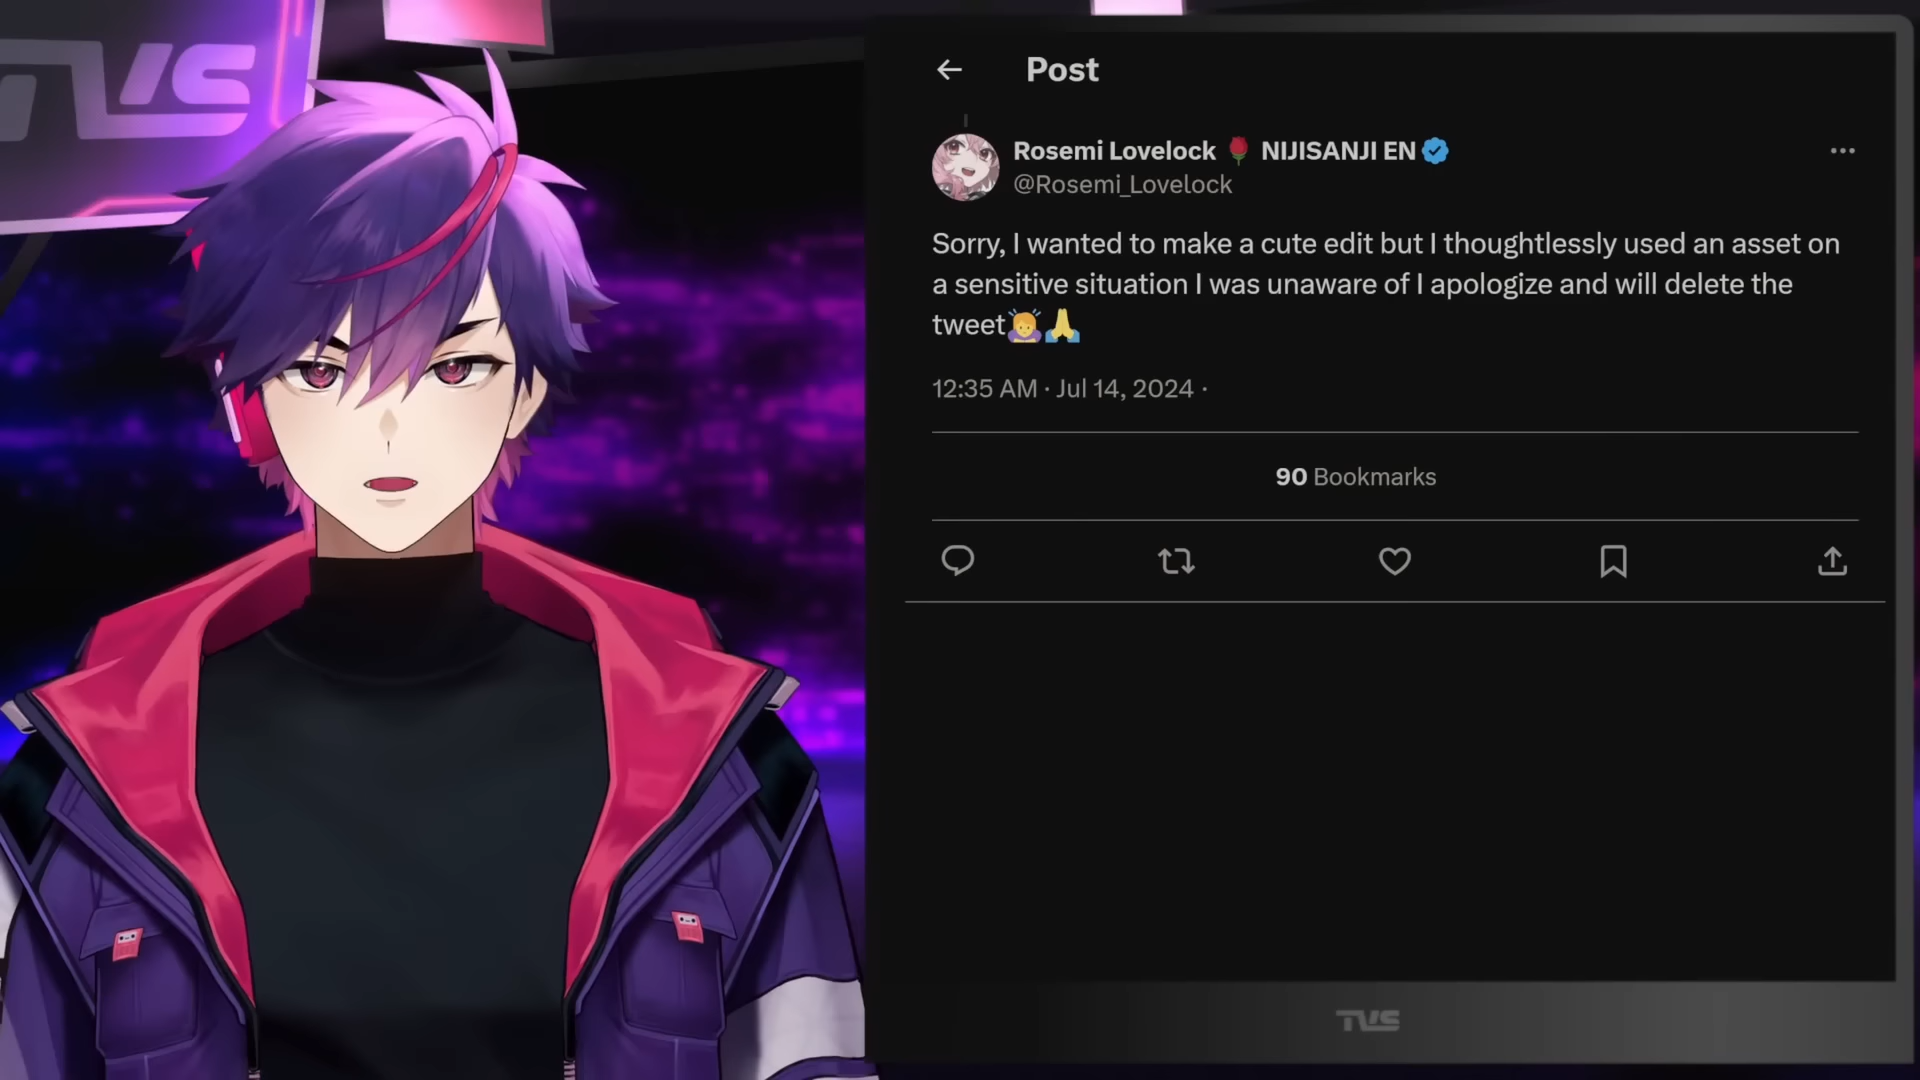 TVS
Post
Rosemi Lovelock 🌹 NIJISANJI EN
@Rosemi_Lovelock
Sorry, I wanted to make a cute edit but I thoughtlessly used an asset on
a sensitive situation I was unaware of I apologize and will delete the
tweet🙇🙏
12:35 AM · Jul 14, 2024 ·
90 Bookmarks
TVS